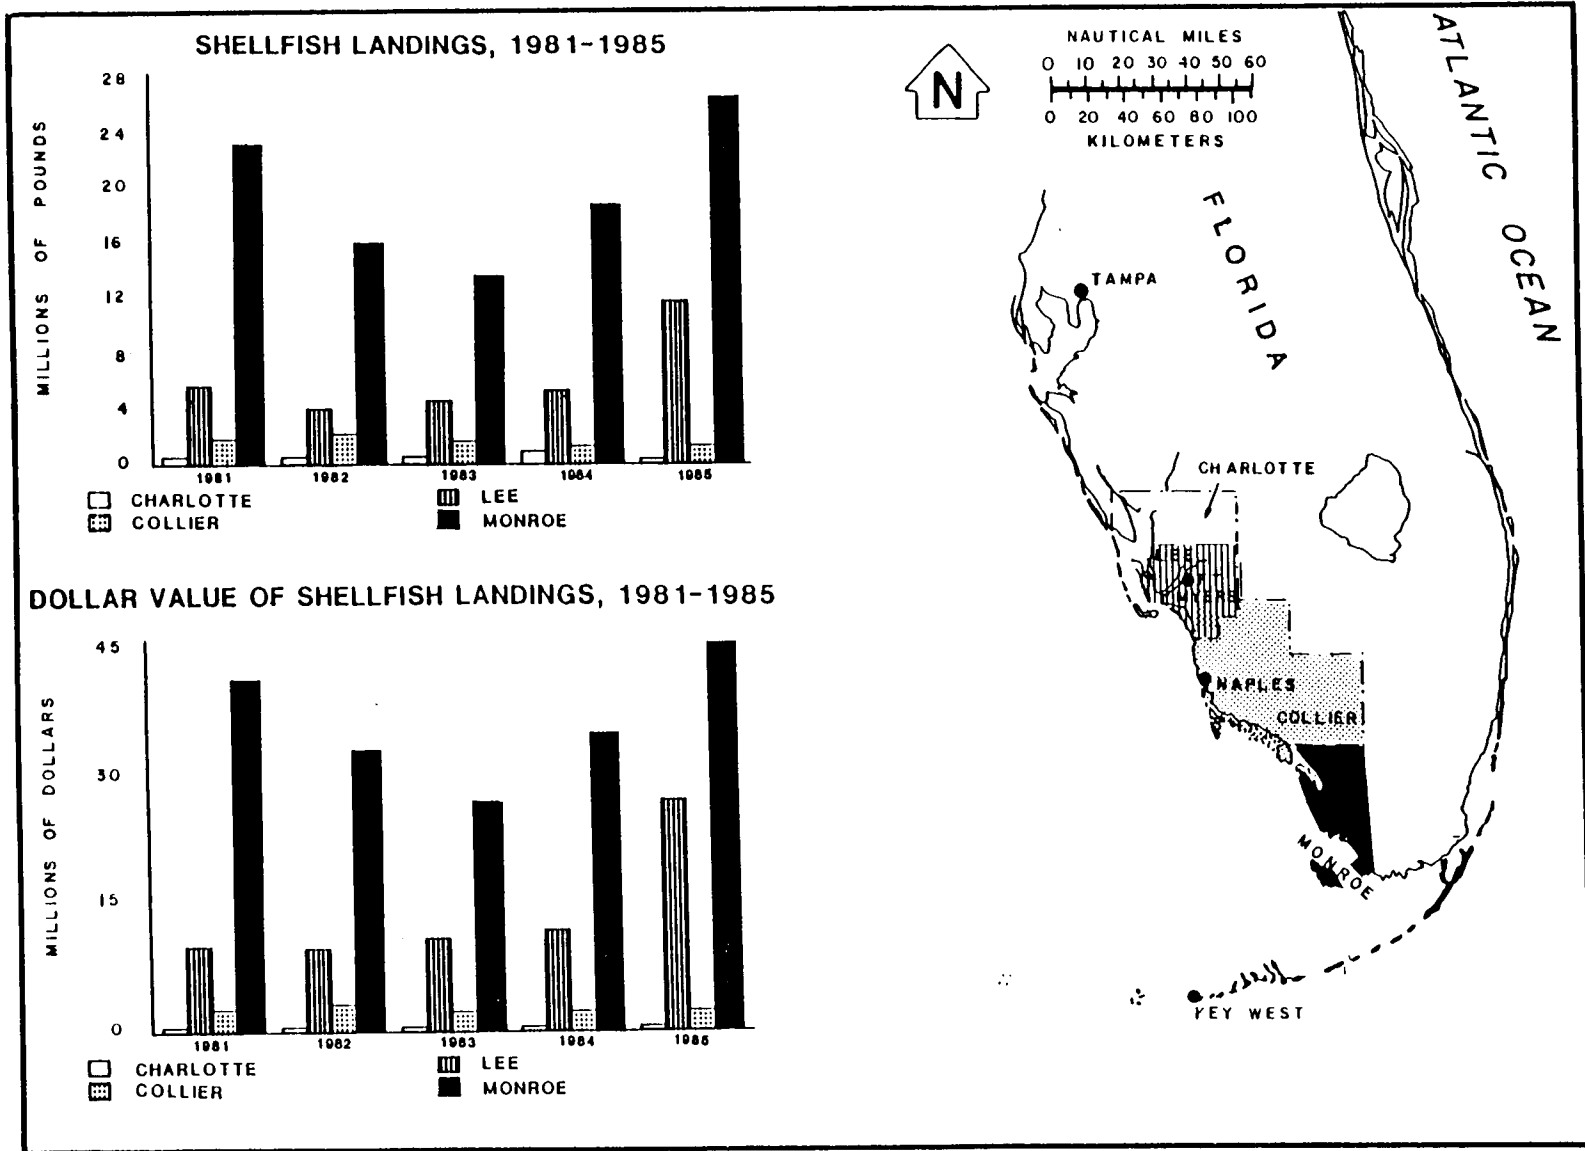 SHELLFISH LANDINGS, 1981-1985
MILLIONS OF POUNDS
28
24
20
16
12
8
4
0
1981 1982 1983 1984 1985
CHARLOTTE
COLLIER
LEE
MONROE
DOLLAR VALUE OF SHELLFISH LANDINGS, 1981-1985
MILLIONS OF DOLLARS
45
30
15
0
1981 1982 1983 1984 1985
CHARLOTTE
COLLIER
LEE
MONROE
N
NAUTICAL MILES
0 10 20 30 40 50 60
0 20 40 60 80 100
KILOMETERS
ATLANTIC OCEAN
FLORIDA
TAMPA
CHARLOTTE
MYERS
NAPLES
COLLIER
MONROE
KEY WEST